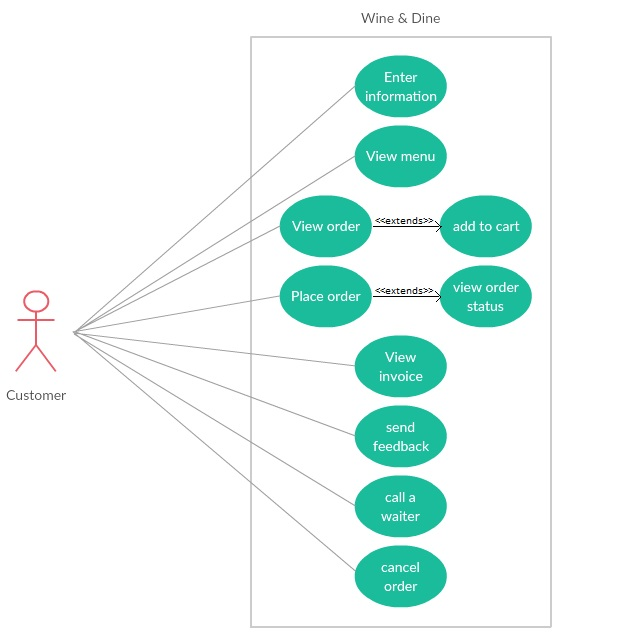 Wine & Dine
Enter
information
View menu
View order
<<extends>>
add to cart
Place order
<<extends>>
view order
status
Customer
View
invoice
send
feedback
call a
waiter
cancel
order